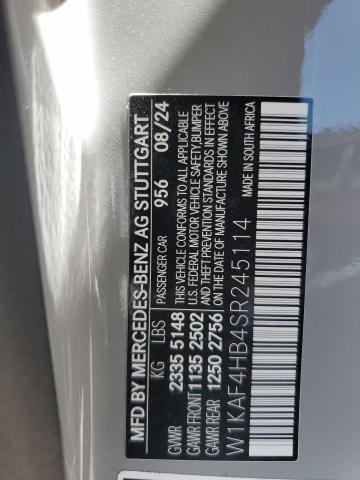 MFD BY MERCEDES-BENZ AG STUTTGART
PASSENGER CAR 956 08/24
KG LBS
GVWR 2335 5148
GAWR FRONT 1135 2502
GAWR REAR 1250 2756
THIS VEHICLE CONFORMS TO ALL APPLICABLE
U.S. FEDERAL MOTOR VEHICLE SAFETY, BUMPER
AND THEFT PREVENTION STANDARDS IN EFFECT
ON THE DATE OF MANUFACTURE SHOWN ABOVE
W1KAF4HB4SR245114
MADE IN SOUTH AFRICA